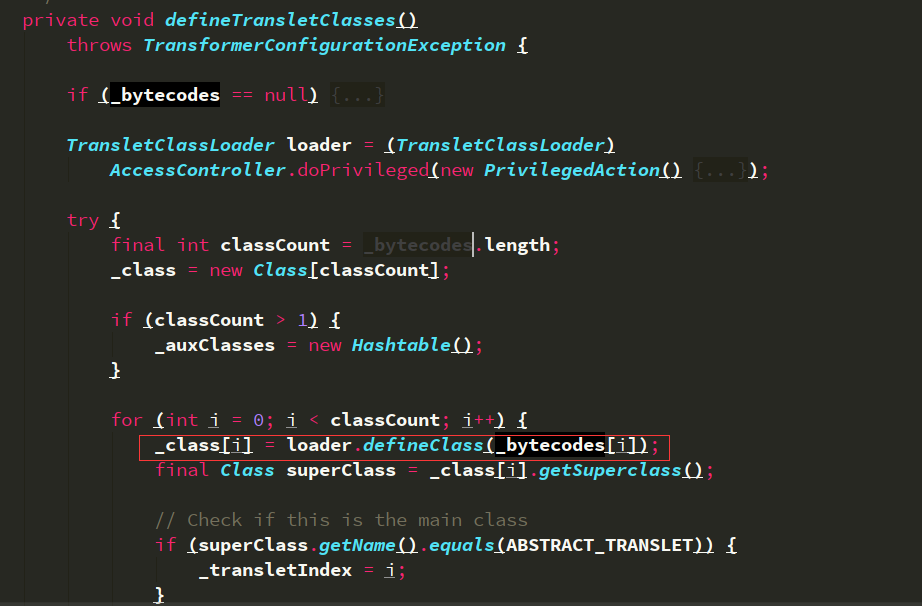 private void defineTransletClasses()
throws TransformerConfigurationException {
if (_bytecodes == null) {...}
TransletClassLoader loader = (TransletClassLoader)
AccessController.doPrivileged(new PrivilegedAction() {...});
try {
final int classCount = _bytecodes.length;
_class = new Class[classCount];
if (classCount > 1) {
_auxClasses = new Hashtable();
}
for (int i = 0; i < classCount; i++) {
_class[i] = loader.defineClass(_bytecodes[i]);
final Class superClass = _class[i].getSuperclass();
// Check if this is the main class
if (superClass.getName().equals(ABSTRACT_TRANSLET)) {
_transletIndex = i;
}